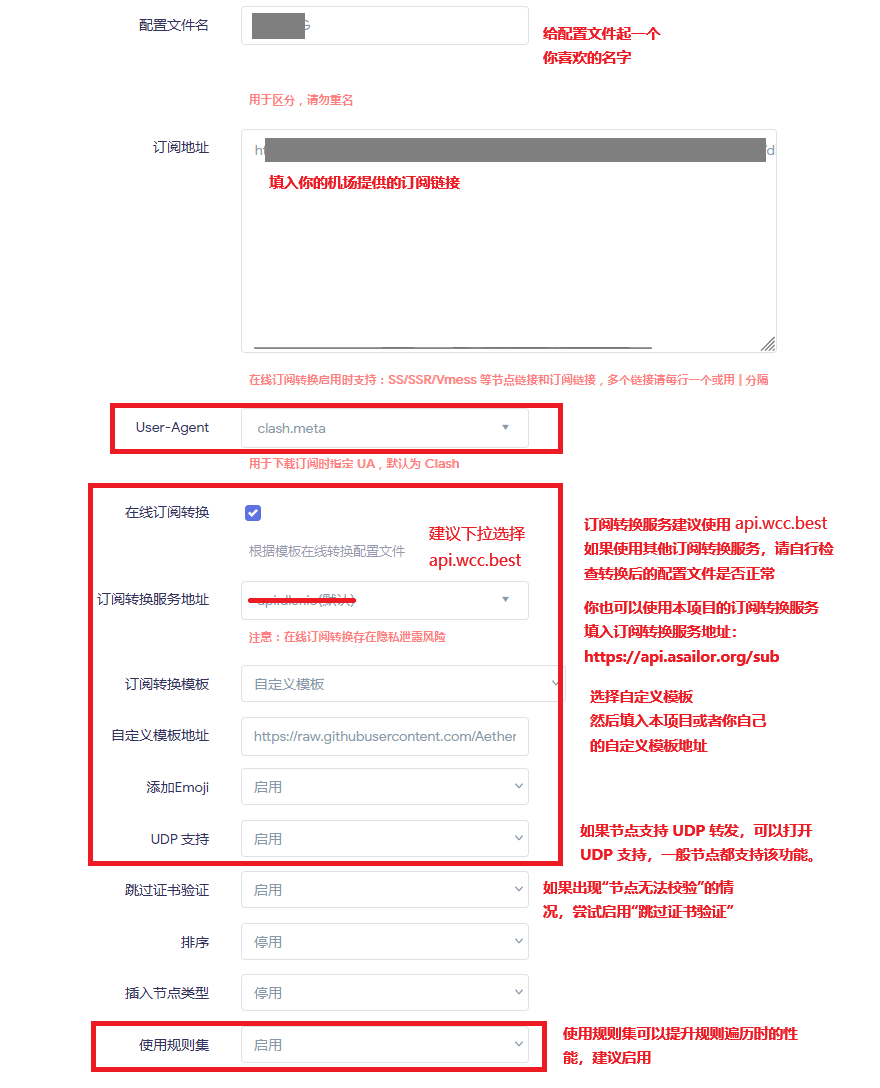 配置文件名
G
给配置文件起一个
你喜欢的名字
用于区分，请勿重名
订阅地址
ht
/d
填入你的机场提供的订阅链接
在线订阅转换启用时支持：SS/SSR/Vmess 等节点链接和订阅链接，多个链接请每行一个或用 | 分隔
User-Agent
clash.meta
用于下载订阅时指定 UA，默认为 Clash
在线订阅转换
根据模板在线转换配置文件
建议下拉选择
api.wcc.best
订阅转换服务建议使用 api.wcc.best
如果使用其他订阅转换服务，请自行检
查转换后的配置文件是否正常
订阅转换服务地址
(默认)
注意：在线订阅转换存在隐私泄露风险
你也可以使用本项目的订阅转换服务
填入订阅转换服务地址：
https://api.asailor.org/sub
订阅转换模板
自定义模板
选择自定义模板
然后填入本项目或者你自己
的自定义模板地址
自定义模板地址
https://raw.githubusercontent.com/Aether
添加Emoji
启用
UDP 支持
启用
如果节点支持 UDP 转发，可以打开
UDP 支持，一般节点都支持该功能。
跳过证书验证
启用
如果出现“节点无法校验”的情
况，尝试启用“跳过证书验证”
排序
停用
插入节点类型
停用
使用规则集
启用
使用规则集可以提升规则遍历时的性
能，建议启用